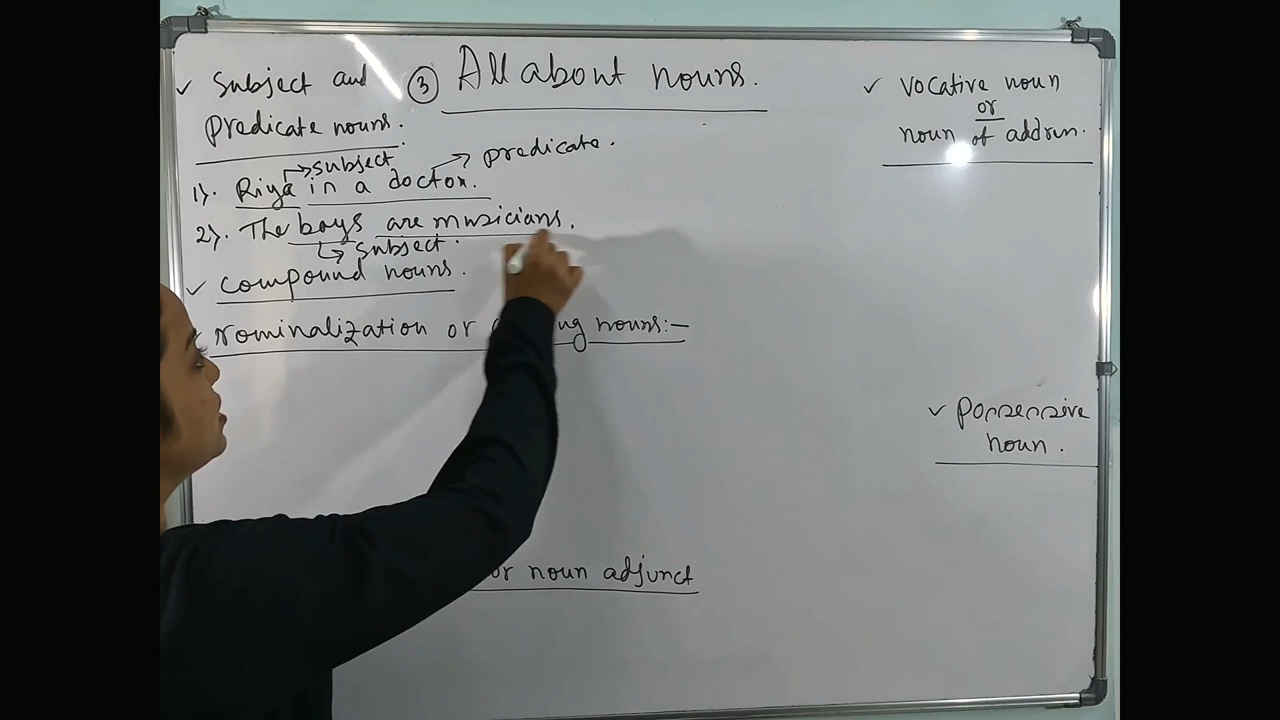 ✓ Subject and
predicate nouns.
③ All about nouns.
→subject
→ predicate.
1). Riya is a doctor.
2). The boys are musicians.
↳ subject.
✓ compound nouns.
✓ nominalization or nouns:-
or noun adjunct
✓ vocative noun
or
noun of address.
✓ possessive
noun.